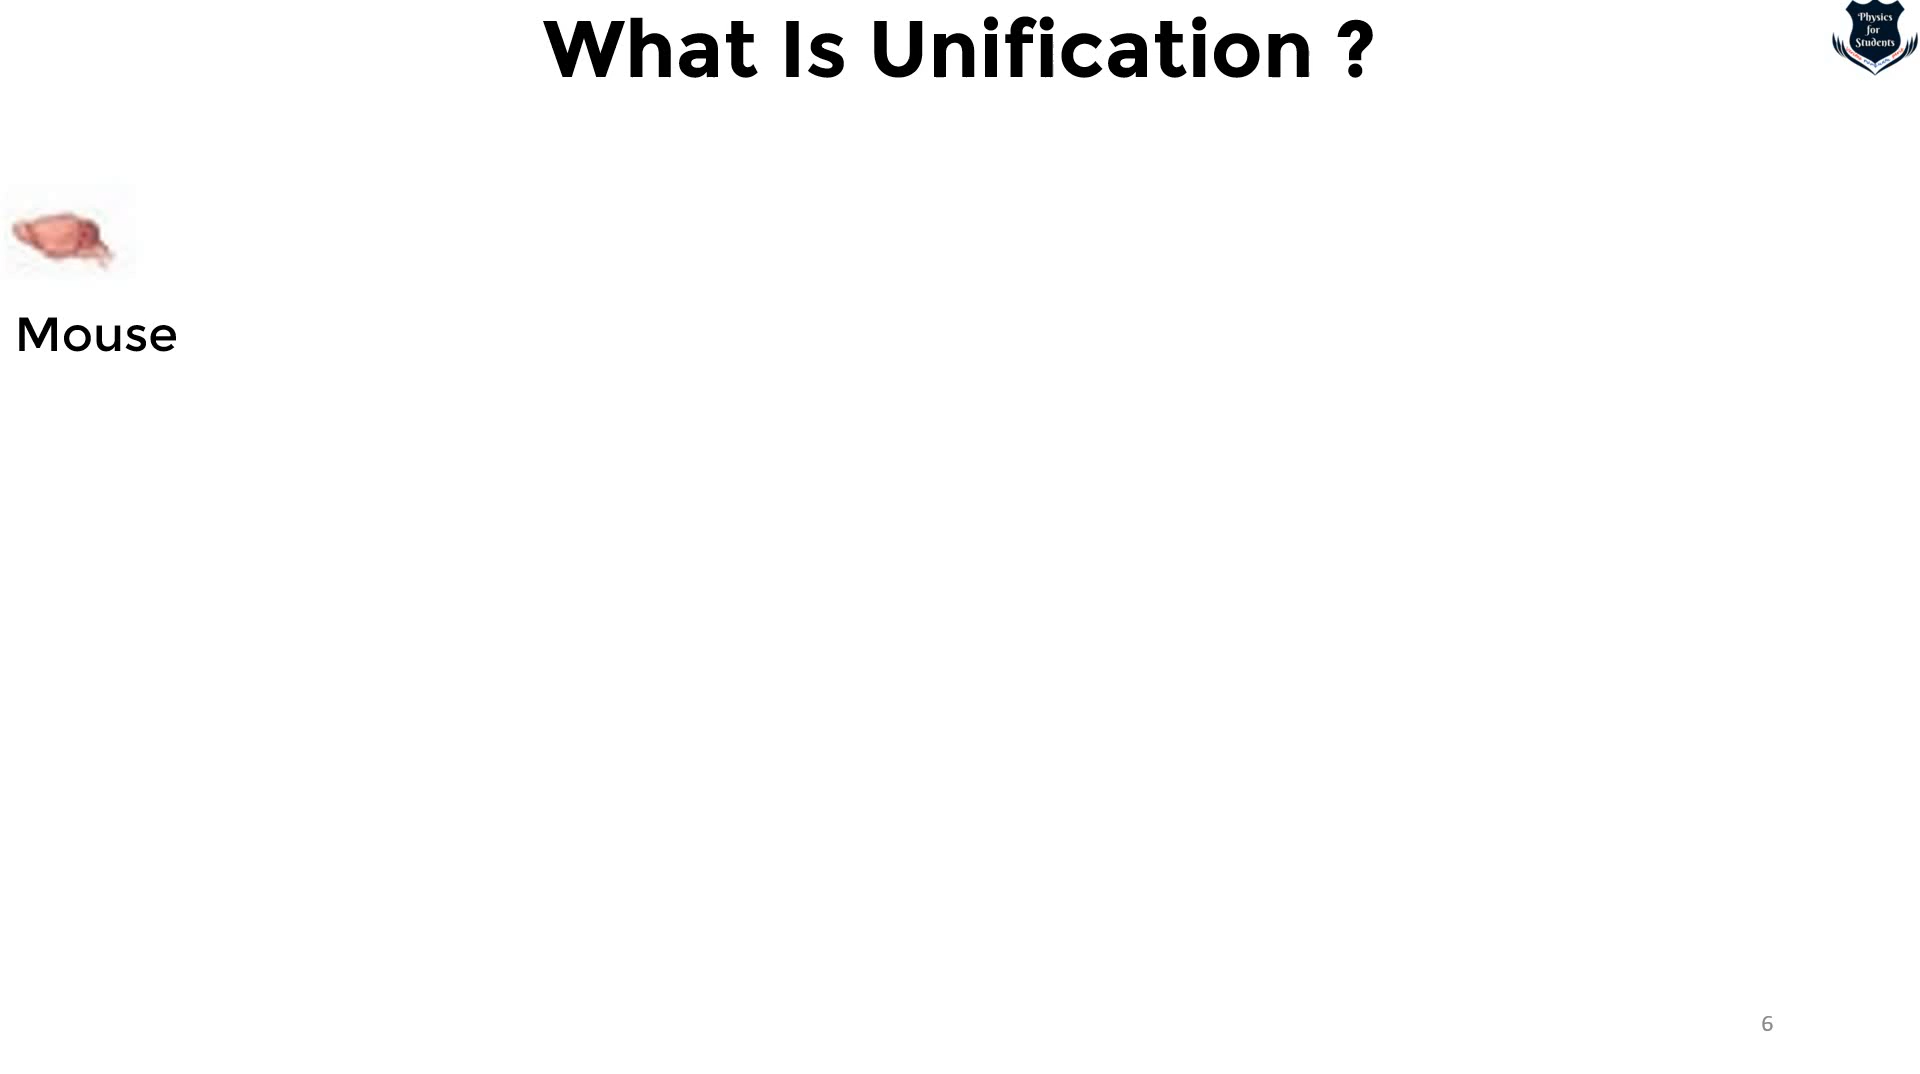 What Is Unification ?
Physics
for
Students
Mouse
6